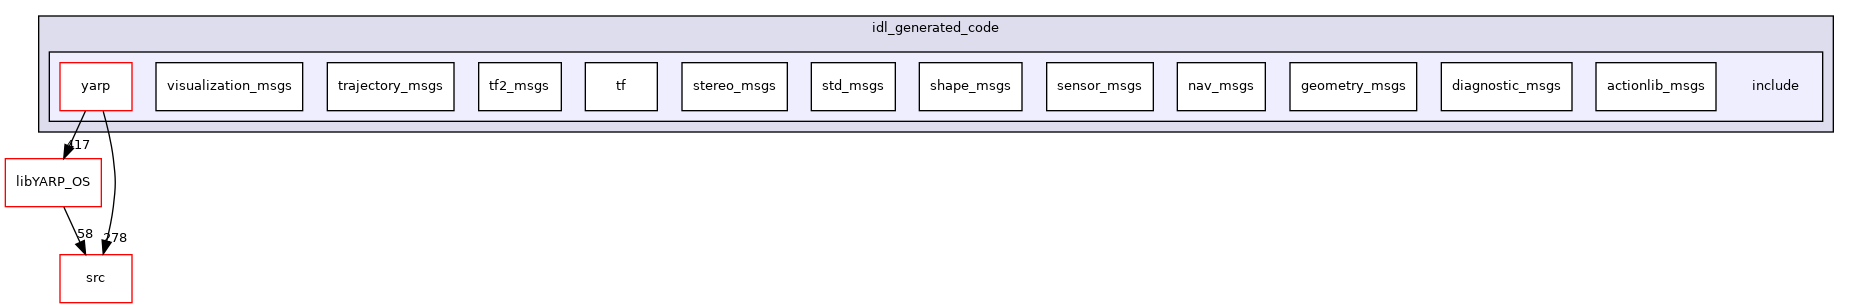 idl_generated_code
yarp
visualization_msgs
trajectory_msgs
tf2_msgs
tf
stereo_msgs
std_msgs
shape_msgs
sensor_msgs
nav_msgs
geometry_msgs
diagnostic_msgs
actionlib_msgs
include
417
libYARP_OS
58
278
src